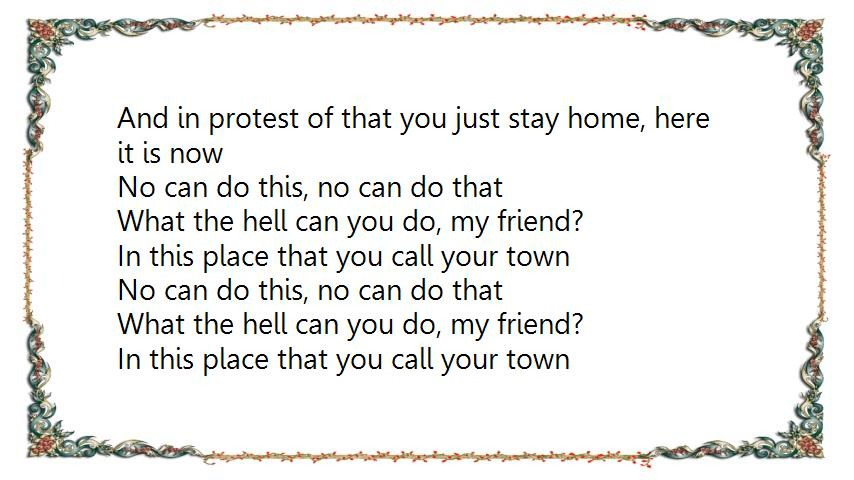 And in protest of that you just stay home, here
it is now
No can do this, no can do that
What the hell can you do, my friend?
In this place that you call your town
No can do this, no can do that
What the hell can you do, my friend?
In this place that you call your town